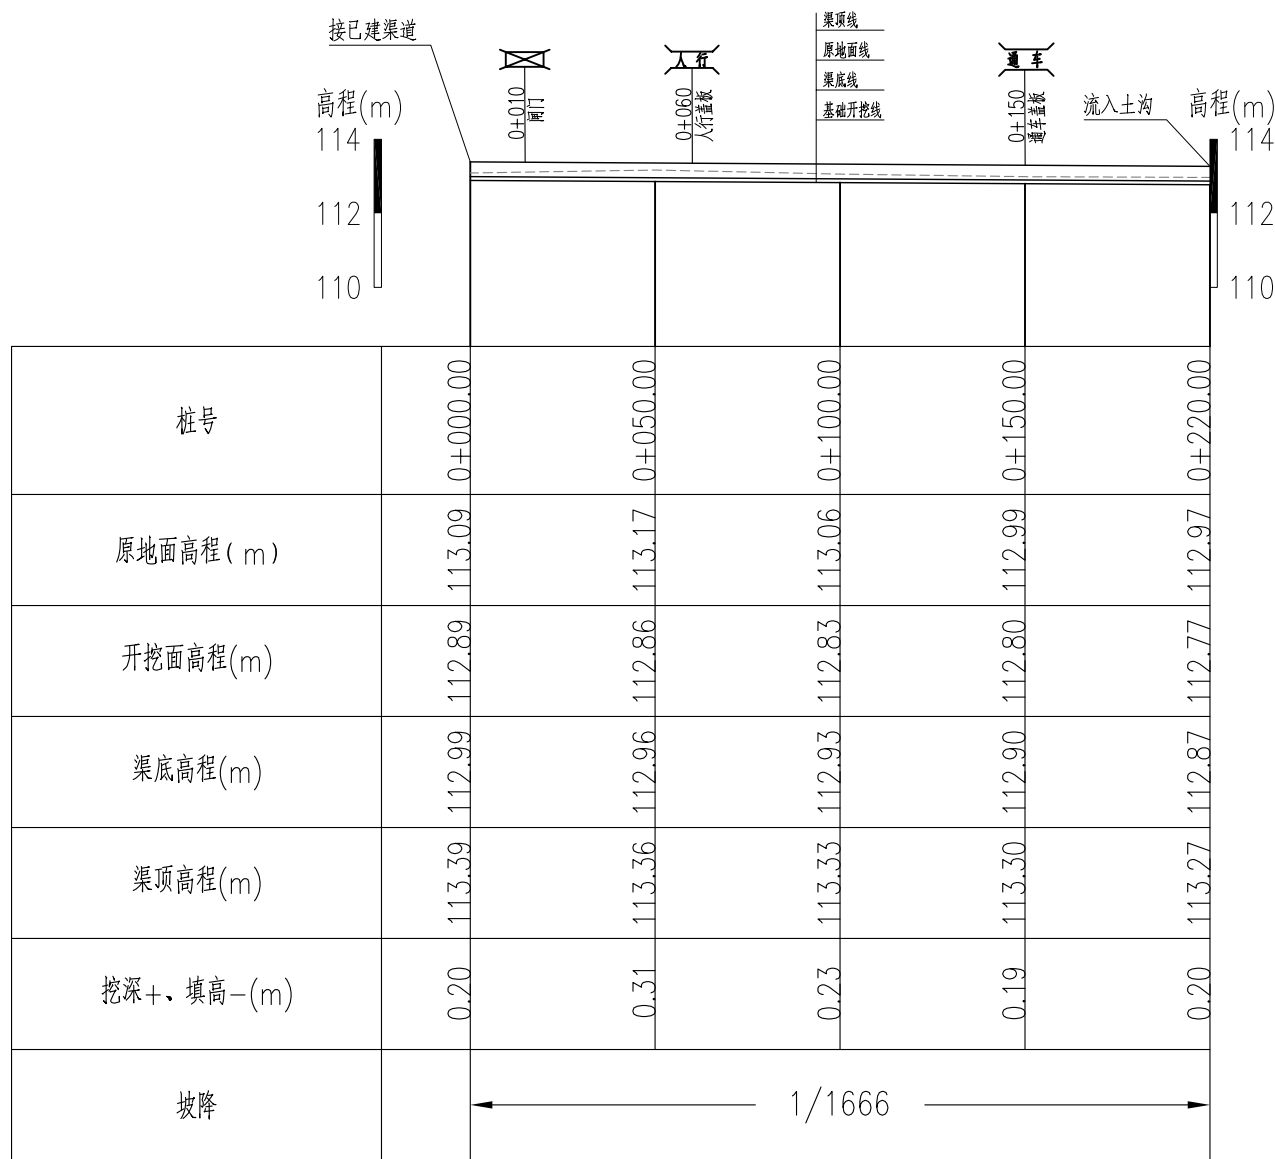 接已建渠道
渠顶线
原地面线
渠底线
基础开挖线
人行
通车
0+010
闸门
0+060
人行盖板
0+150
通车盖板
流入土沟
高程(m)
114
112
110
高程(m)
114
112
110
桩号 0+000.00 0+050.00 0+100.00 0+150.00 0+220.00
原地面高程(m) 113.09 113.17 113.06 112.99 112.97
开挖面高程(m) 112.89 112.86 112.83 112.80 112.77
渠底高程(m) 112.99 112.96 112.93 112.90 112.87
渠顶高程(m) 113.39 113.36 113.33 113.30 113.27
挖深+、填高-(m) 0.20 0.31 0.23 0.19 0.20
坡降 1/1666